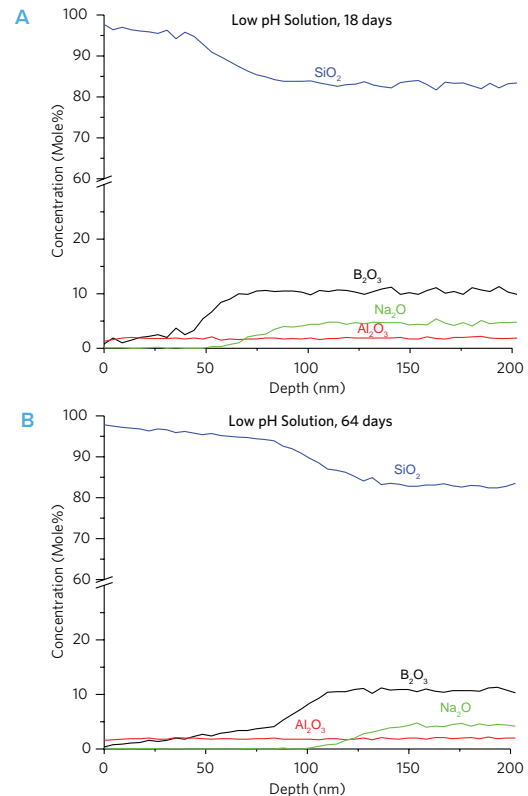 A
Low pH Solution, 18 days
100
90
80
70
60
20
10
0
Concentration (Mole%)
SiO₂
B₂O₃
Na₂O
Al₂O₃
0 50 100 150 200
Depth (nm)
B
Low pH Solution, 64 days
100
90
80
70
60
20
10
0
Concentration (Mole%)
SiO₂
B₂O₃
Na₂O
Al₂O₃
0 50 100 150 200
Depth (nm)